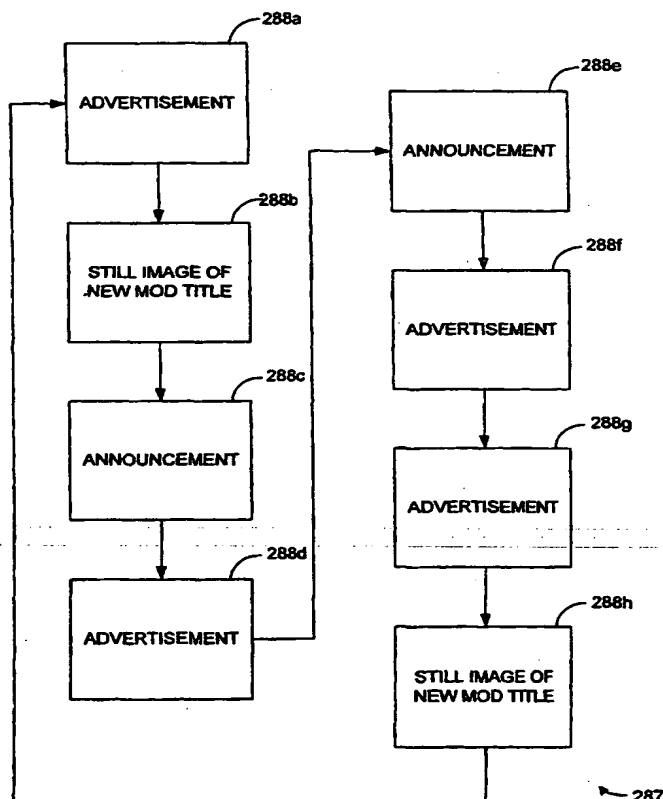 288a
ADVERTISEMENT
288b
STILL IMAGE OF
NEW MOD TITLE
288c
ANNOUNCEMENT
288d
ADVERTISEMENT
288e
ANNOUNCEMENT
288f
ADVERTISEMENT
288g
ADVERTISEMENT
288h
STILL IMAGE OF
NEW MOD TITLE
287